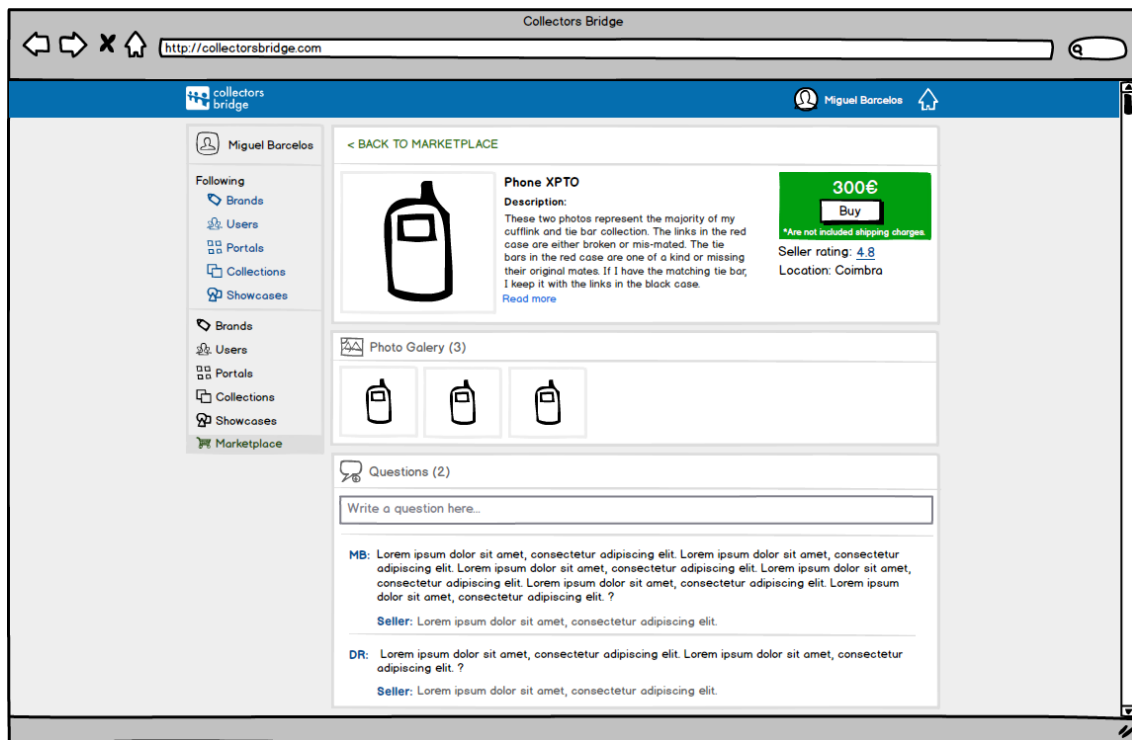 Collectors Bridge
http://collectorsbridge.com
collectors
bridge
Miguel Barcelos
Miguel Barcelos
Following
Brands
Users
Portals
Collections
Showcases
Brands
Users
Portals
Collections
Showcases
Marketplace
< BACK TO MARKETPLACE
Phone XPTO
Description:
These two photos represent the majority of my
cufflink and tie bar collection. The links in the red
case are either broken or mis-mated. The tie
bars in the red case are one of a kind or missing
their original mates. If I have the matching tie bar,
I keep it with the links in the black case.
Read more
300€
Buy
*Are not included shipping charges.
Seller rating: 4.8
Location: Coimbra
Photo Galery (3)
Questions (2)
Write a question here...
MB: Lorem ipsum dolor sit amet, consectetur adipiscing elit. Lorem ipsum dolor sit amet, consectetur
adipiscing elit. Lorem ipsum dolor sit amet, consectetur adipiscing elit. Lorem ipsum dolor sit amet,
consectetur adipiscing elit. Lorem ipsum dolor sit amet, consectetur adipiscing elit. Lorem ipsum
dolor sit amet, consectetur adipiscing elit. ?
Seller: Lorem ipsum dolor sit amet, consectetur adipiscing elit.
DR: Lorem ipsum dolor sit amet, consectetur adipiscing elit. Lorem ipsum dolor sit amet, consectetur
adipiscing elit. ?
Seller: Lorem ipsum dolor sit amet, consectetur adipiscing elit.